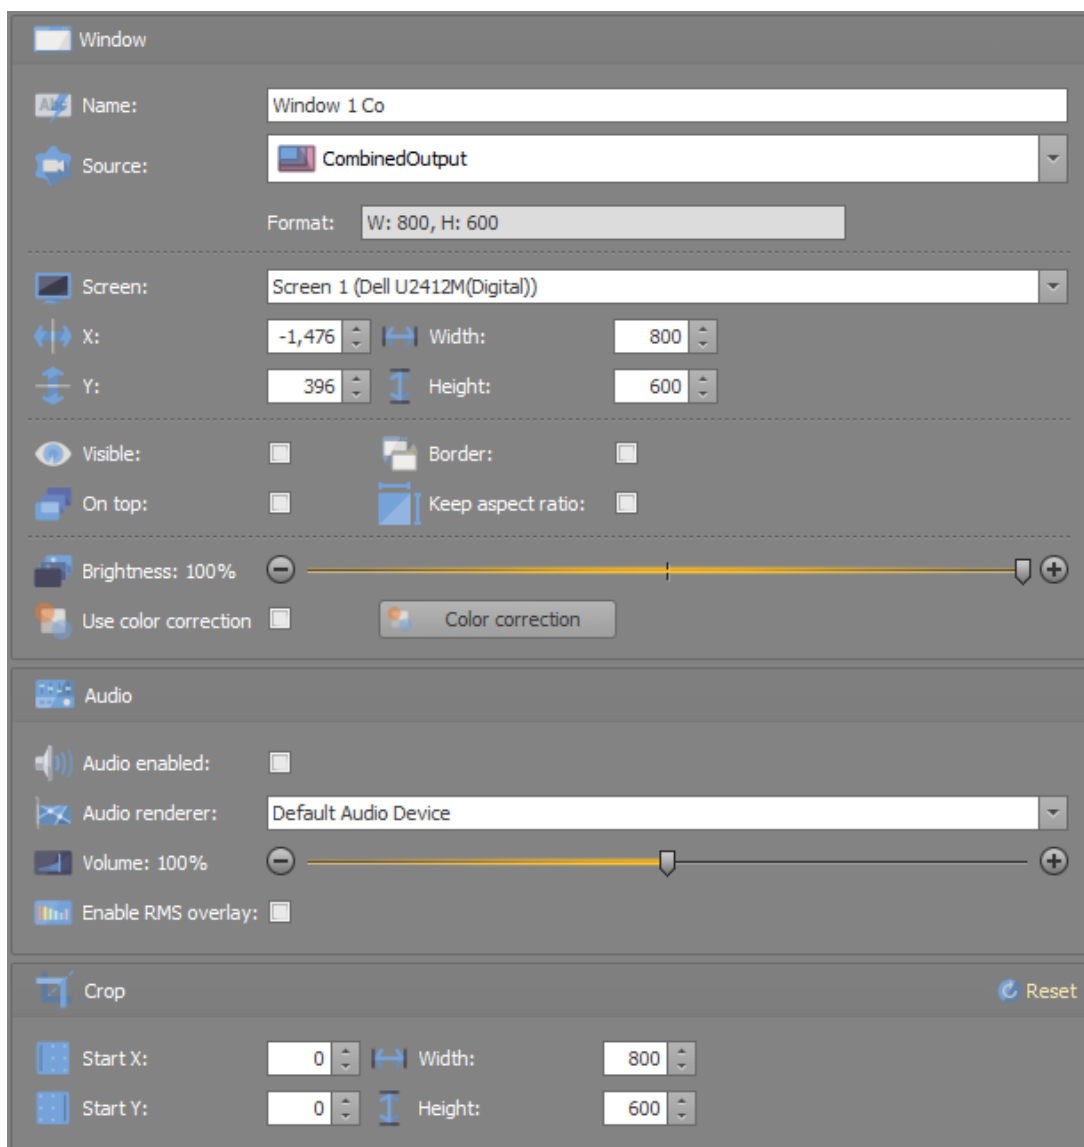 Window
Name: Window 1 Co
Source: CombinedOutput
Format: W: 800, H: 600
Screen: Screen 1 (Dell U2412M(Digital))
X: -1,476 Width: 800
Y: 396 Height: 600
Visible: Border:
On top: Keep aspect ratio:
Brightness: 100%
Use color correction Color correction
Audio
Audio enabled:
Audio renderer: Default Audio Device
Volume: 100%
Enable RMS overlay:
Crop Reset
Start X: 0 Width: 800
Start Y: 0 Height: 600